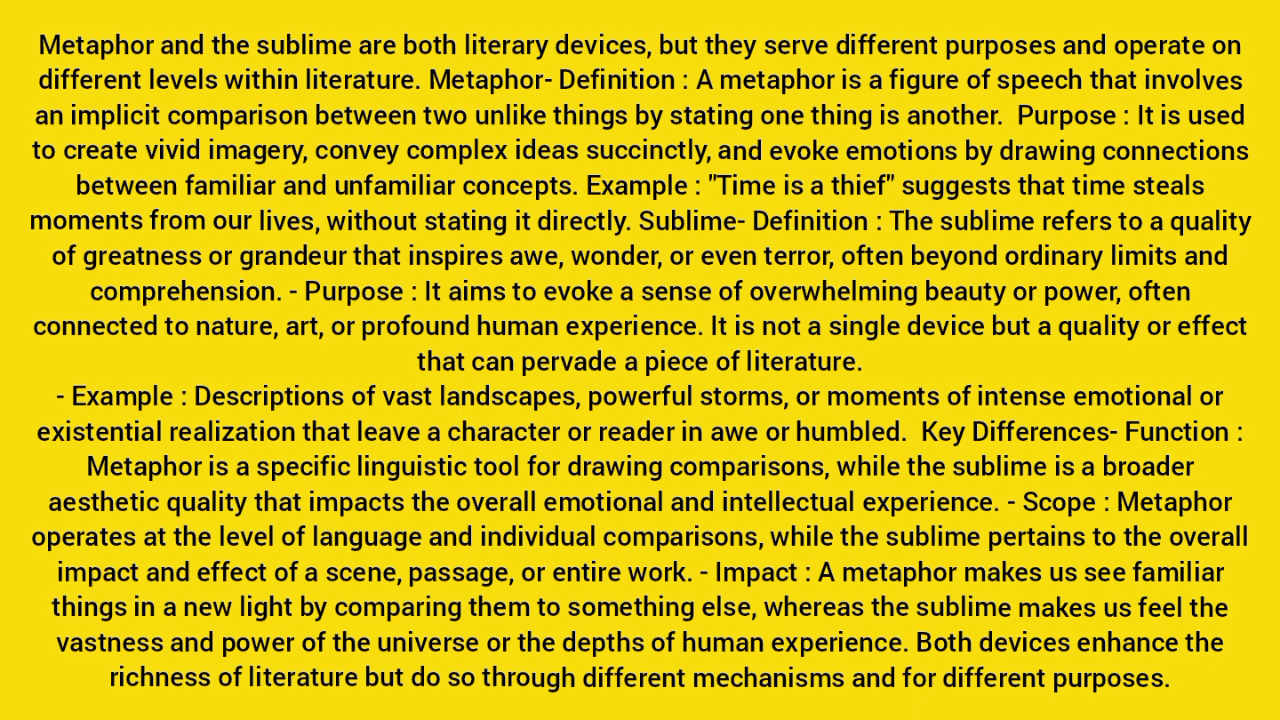 Metaphor and the sublime are both literary devices, but they serve different purposes and operate on
different levels within literature. Metaphor- Definition : A metaphor is a figure of speech that involves
an implicit comparison between two unlike things by stating one thing is another.  Purpose : It is used
to create vivid imagery, convey complex ideas succinctly, and evoke emotions by drawing connections
between familiar and unfamiliar concepts. Example : "Time is a thief" suggests that time steals
moments from our lives, without stating it directly. Sublime- Definition : The sublime refers to a quality
of greatness or grandeur that inspires awe, wonder, or even terror, often beyond ordinary limits and
comprehension. - Purpose : It aims to evoke a sense of overwhelming beauty or power, often
connected to nature, art, or profound human experience. It is not a single device but a quality or effect
that can pervade a piece of literature.
- Example : Descriptions of vast landscapes, powerful storms, or moments of intense emotional or
existential realization that leave a character or reader in awe or humbled.  Key Differences- Function :
Metaphor is a specific linguistic tool for drawing comparisons, while the sublime is a broader
aesthetic quality that impacts the overall emotional and intellectual experience. - Scope : Metaphor
operates at the level of language and individual comparisons, while the sublime pertains to the overall
impact and effect of a scene, passage, or entire work. - Impact : A metaphor makes us see familiar
things in a new light by comparing them to something else, whereas the sublime makes us feel the
vastness and power of the universe or the depths of human experience. Both devices enhance the
richness of literature but do so through different mechanisms and for different purposes.